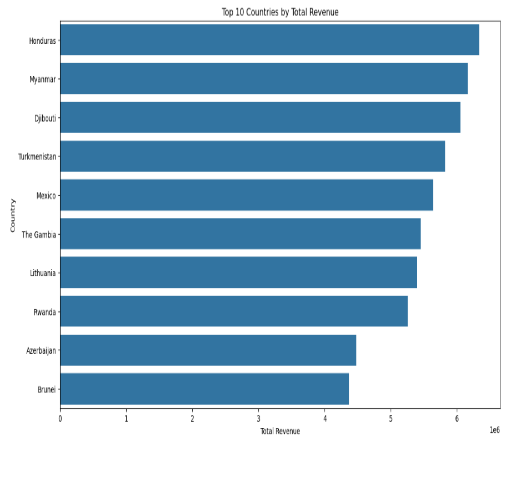 Top 10 Countries by Total Revenue
Honduras
Myanmar
Djibouti
Turkmenistan
Mexico
The Gambia
Lithuania
Rwanda
Azerbaijan
Brunei
Country
0 1 2 3 4 5 6
1e6
Total Revenue